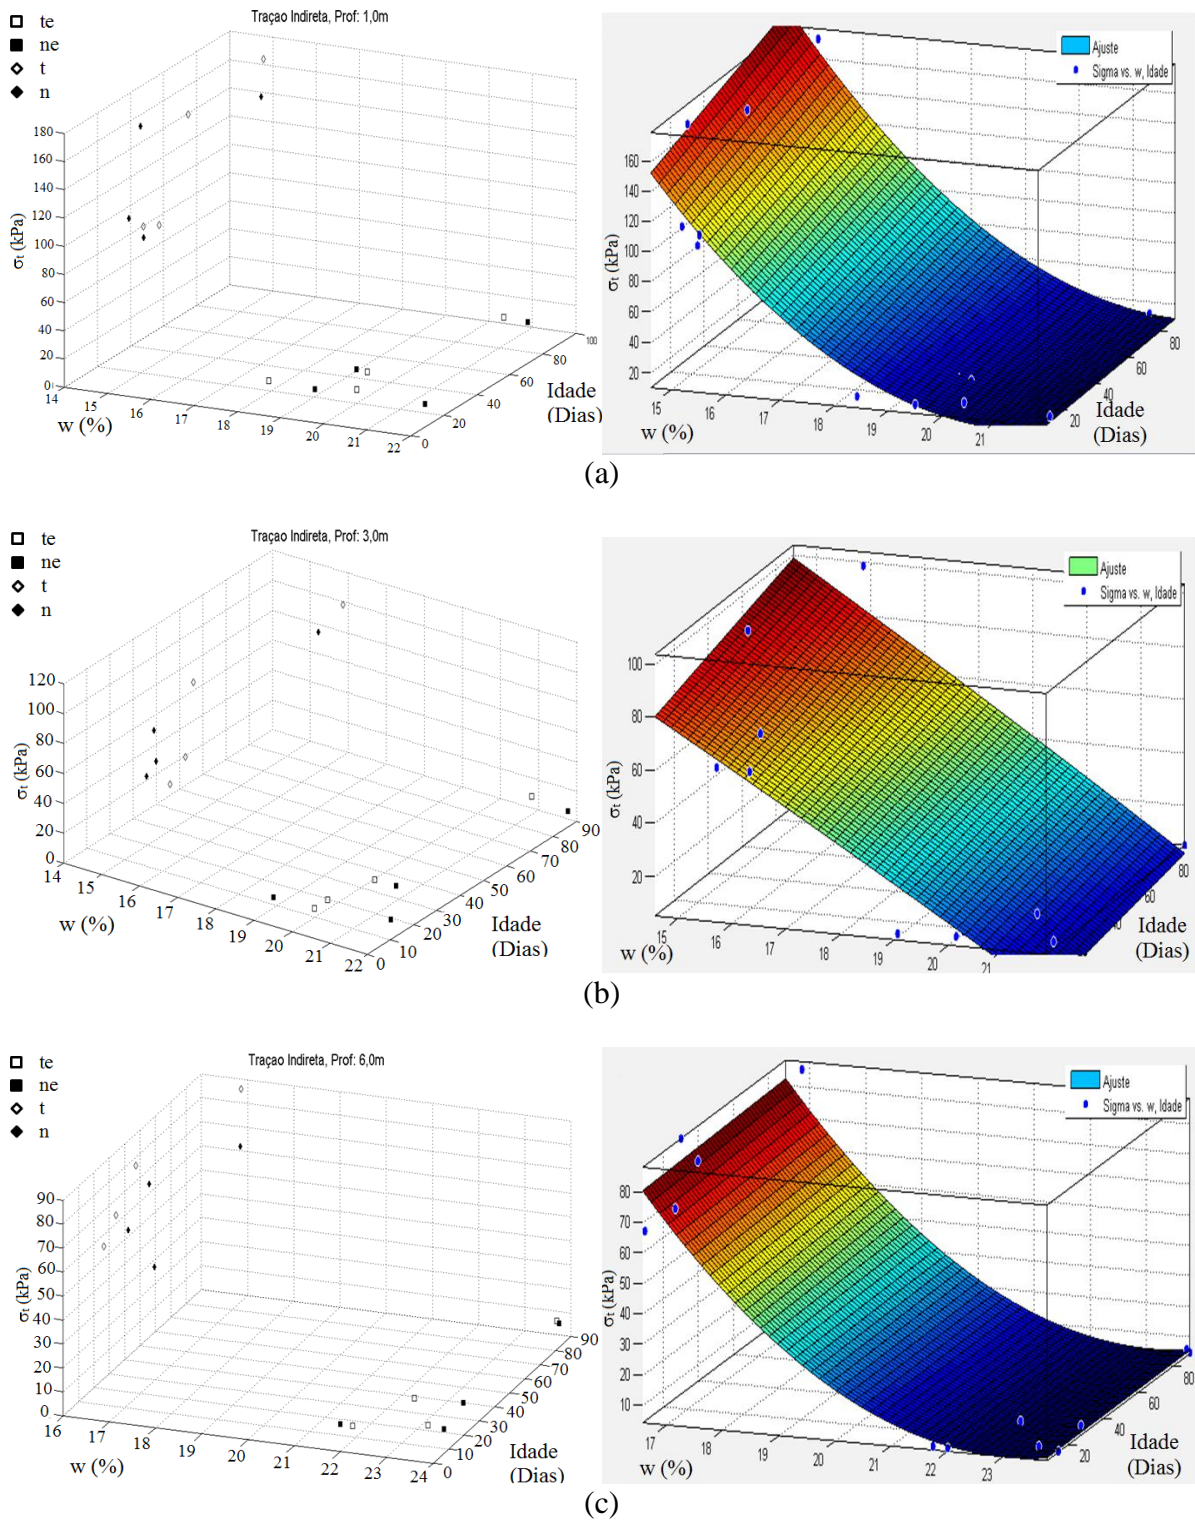 te
ne
t
n
Traçao Indireta, Prof: 1,0m
180
160
140
120
100
80
60
40
20
0
σt (kPa)
14
15
16
17
18
19
20
21
22
w (%)
0
20
40
60
80
100
Idade
(Dias)
Ajuste
Sigma vs. w, Idade
160
140
120
100
80
60
40
20
σt (kPa)
15
16
17
18
19
20
21
w (%)
20
40
60
80
Idade
(Dias)
(a)
te
ne
t
n
Traçao Indireta, Prof: 3,0m
120
100
80
60
40
20
0
σt (kPa)
14
15
16
17
18
19
20
21
22
w (%)
0
10
20
30
40
50
60
70
80
90
Idade
(Dias)
Ajuste
Sigma vs. w, Idade
100
80
60
40
20
σt (kPa)
15
16
17
18
19
20
21
w (%)
20
40
60
80
Idade
(Dias)
(b)
te
ne
t
n
Traçao Indireta, Prof: 6,0m
90
80
70
60
50
40
30
20
10
0
σt (kPa)
16
17
18
19
20
21
22
23
24
w (%)
0
10
20
30
40
50
60
70
80
90
Idade
(Dias)
Ajuste
Sigma vs. w, Idade
80
70
60
50
40
30
20
10
σt (kPa)
17
18
19
20
21
22
23
w (%)
20
40
60
80
Idade
(Dias)
(c)